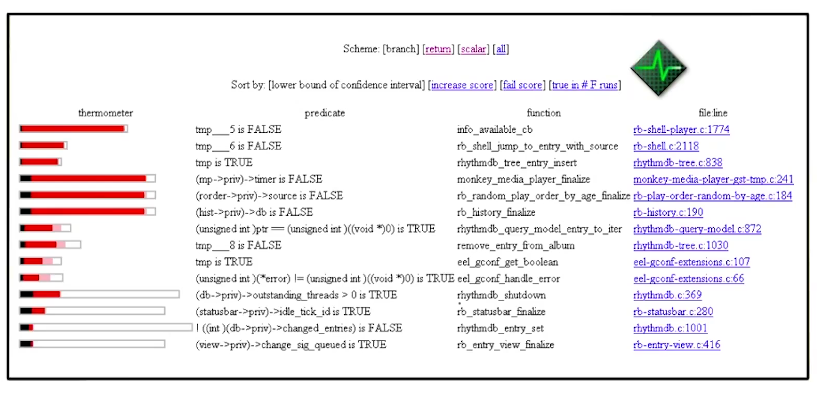 Scheme: [branch] [return] [scalar] [all]
Sort by: [lower bound of confidence interval] [increase score] [fail score] [true in # F runs]
thermometer predicate function file:line
tmp___5 is FALSE info_available_cb rb-shell-player.c:1774
tmp___6 is FALSE rb_shell_jump_to_entry_with_source rb-shell.c:2118
tmp is TRUE rhythmdb_tree_entry_insert rhythmdb-tree.c:838
(mp->priv)->timer is FALSE monkey_media_player_finalize monkey-media-player-gst-tmp.c:241
(rorder->priv)->source is FALSE rb_random_play_order_by_age_finalize rb-play-order-random-by-age.c:184
(hist->priv)->db is FALSE rb_history_finalize rb-history.c:190
(unsigned int )ptr == (unsigned int )((void *)0) is TRUE rhythmdb_query_model_entry_to_iter rhythmdb-query-model.c:872
tmp___8 is FALSE remove_entry_from_album rhythmdb-tree.c:1030
tmp is TRUE eel_gconf_get_boolean eel-gconf-extensions.c:107
(unsigned int )(*error) != (unsigned int )((void *)0) is TRUE eel_gconf_handle_error eel-gconf-extensions.c:66
(db->priv)->outstanding_threads > 0 is TRUE rhythmdb_shutdown rhythmdb.c:369
(statusbar->priv)->idle_tick_id is TRUE rb_statusbar_finalize rb-statusbar.c:280
! ((int )(db->priv)->changed_entries) is FALSE rhythmdb_entry_set rhythmdb.c:1001
(view->priv)->change_sig_queued is TRUE rb_entry_view_finalize rb-entry-view.c:416